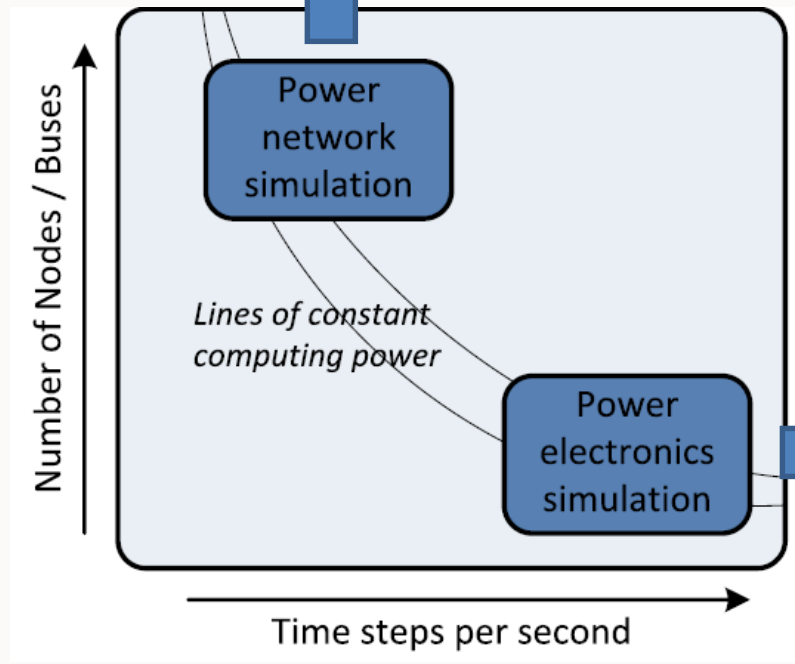 Number of Nodes / Buses
Power
network
simulation
Lines of constant
computing power
Power
electronics
simulation
Time steps per second